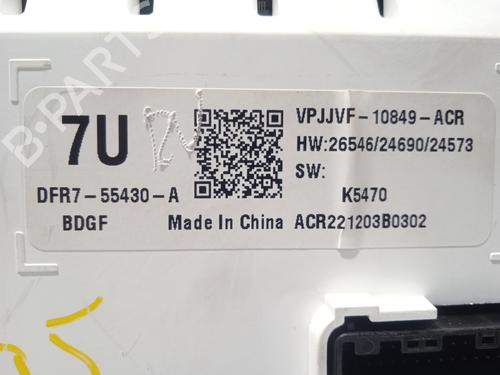 7U
VPJJVF-10849-ACR
HW:26546/24690/24573
SW:
DFR7-55430-A
K5470
BDGF
Made In China
ACR221203B0302
B-PARTS